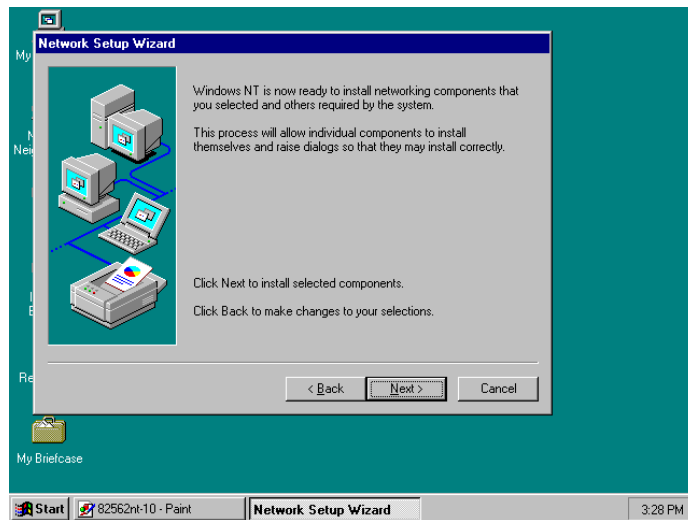 My
Network Setup Wizard
Windows NT is now ready to install networking components that
you selected and others required by the system.
This process will allow individual components to install
themselves and raise dialogs so that they may install correctly.
N
Nei
I
E
Click Next to install selected components.
Click Back to make changes to your selections.
Re
< Back
Next >
Cancel
My Briefcase
Start
82562nt-10 - Paint
Network Setup Wizard
3:28 PM